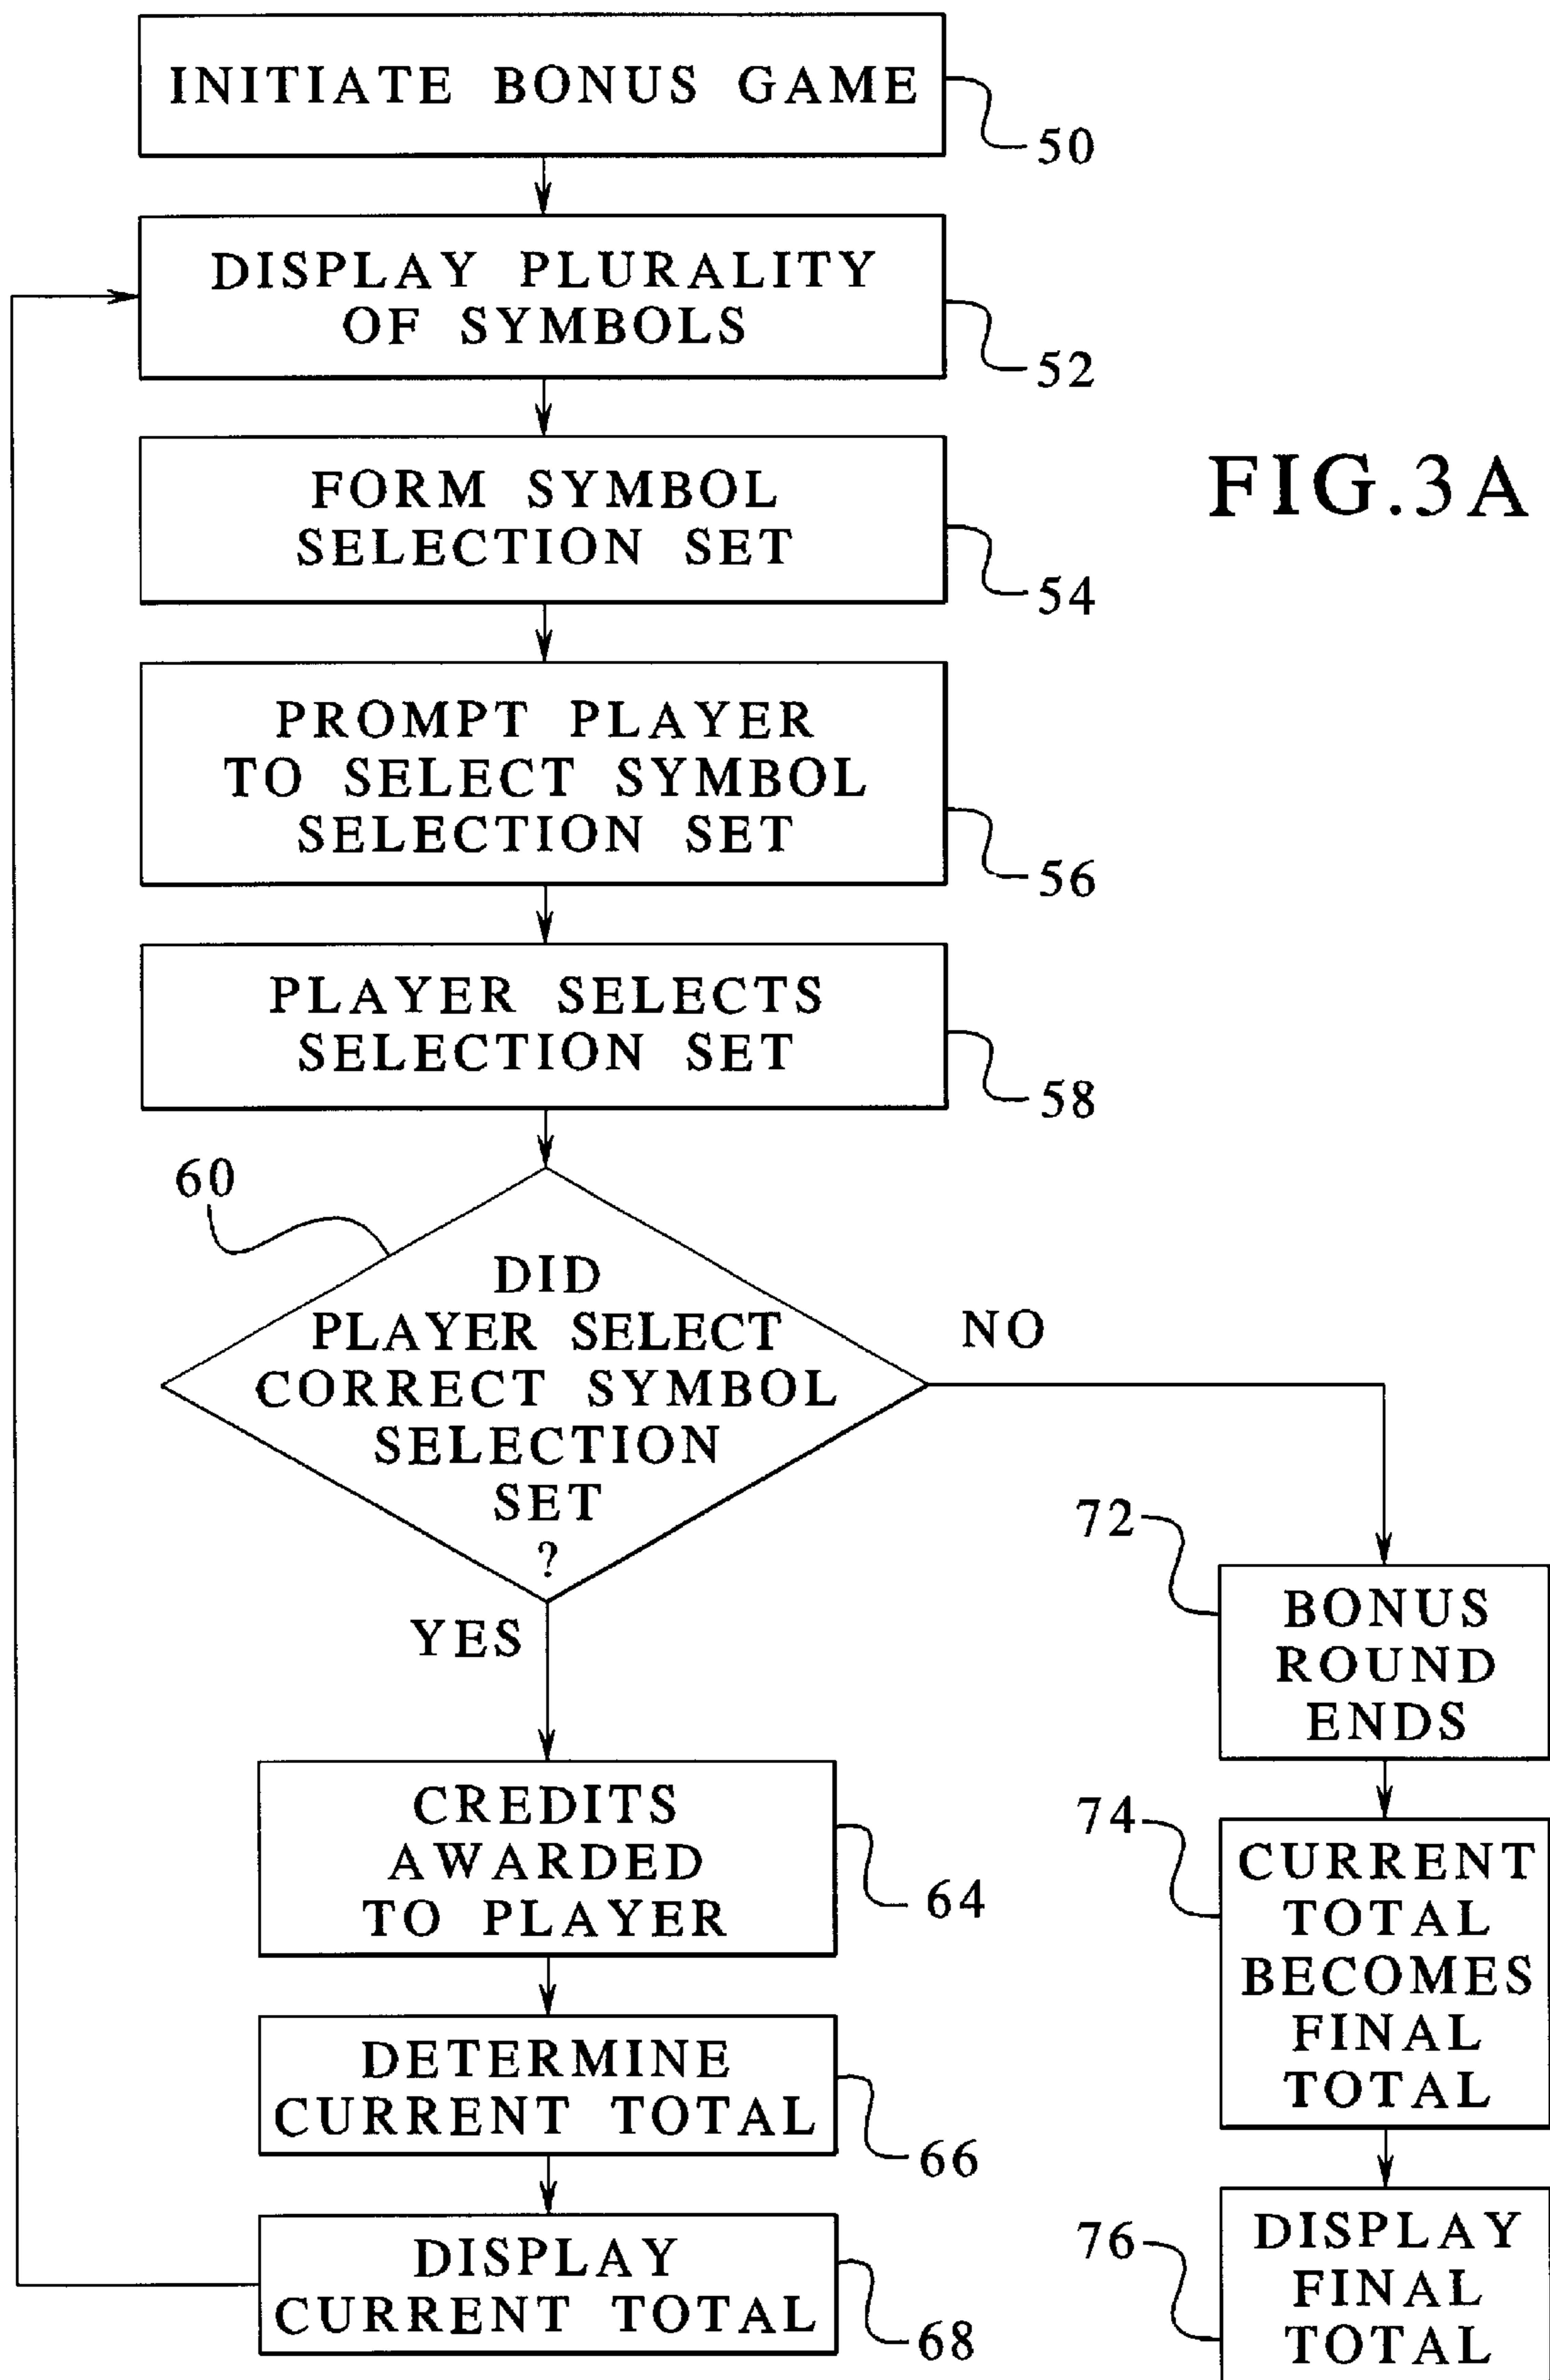 INITIATE BONUS GAME
50
DISPLAY PLURALITY
OF SYMBOLS
52
FIG.3A
FORM SYMBOL
SELECTION SET
54
PROMPT PLAYER
TO SELECT SYMBOL
SELECTION SET
56
PLAYER SELECTS
SELECTION SET
58
60
DID
PLAYER SELECT
CORRECT SYMBOL
SELECTION
SET
?
NO
YES
72
BONUS
ROUND
ENDS
CREDITS
AWARDED
TO PLAYER
64
74
CURRENT
TOTAL
BECOMES
FINAL
TOTAL
DETERMINE
CURRENT TOTAL
66
DISPLAY
CURRENT TOTAL
68
76
DISPLAY
FINAL
TOTAL